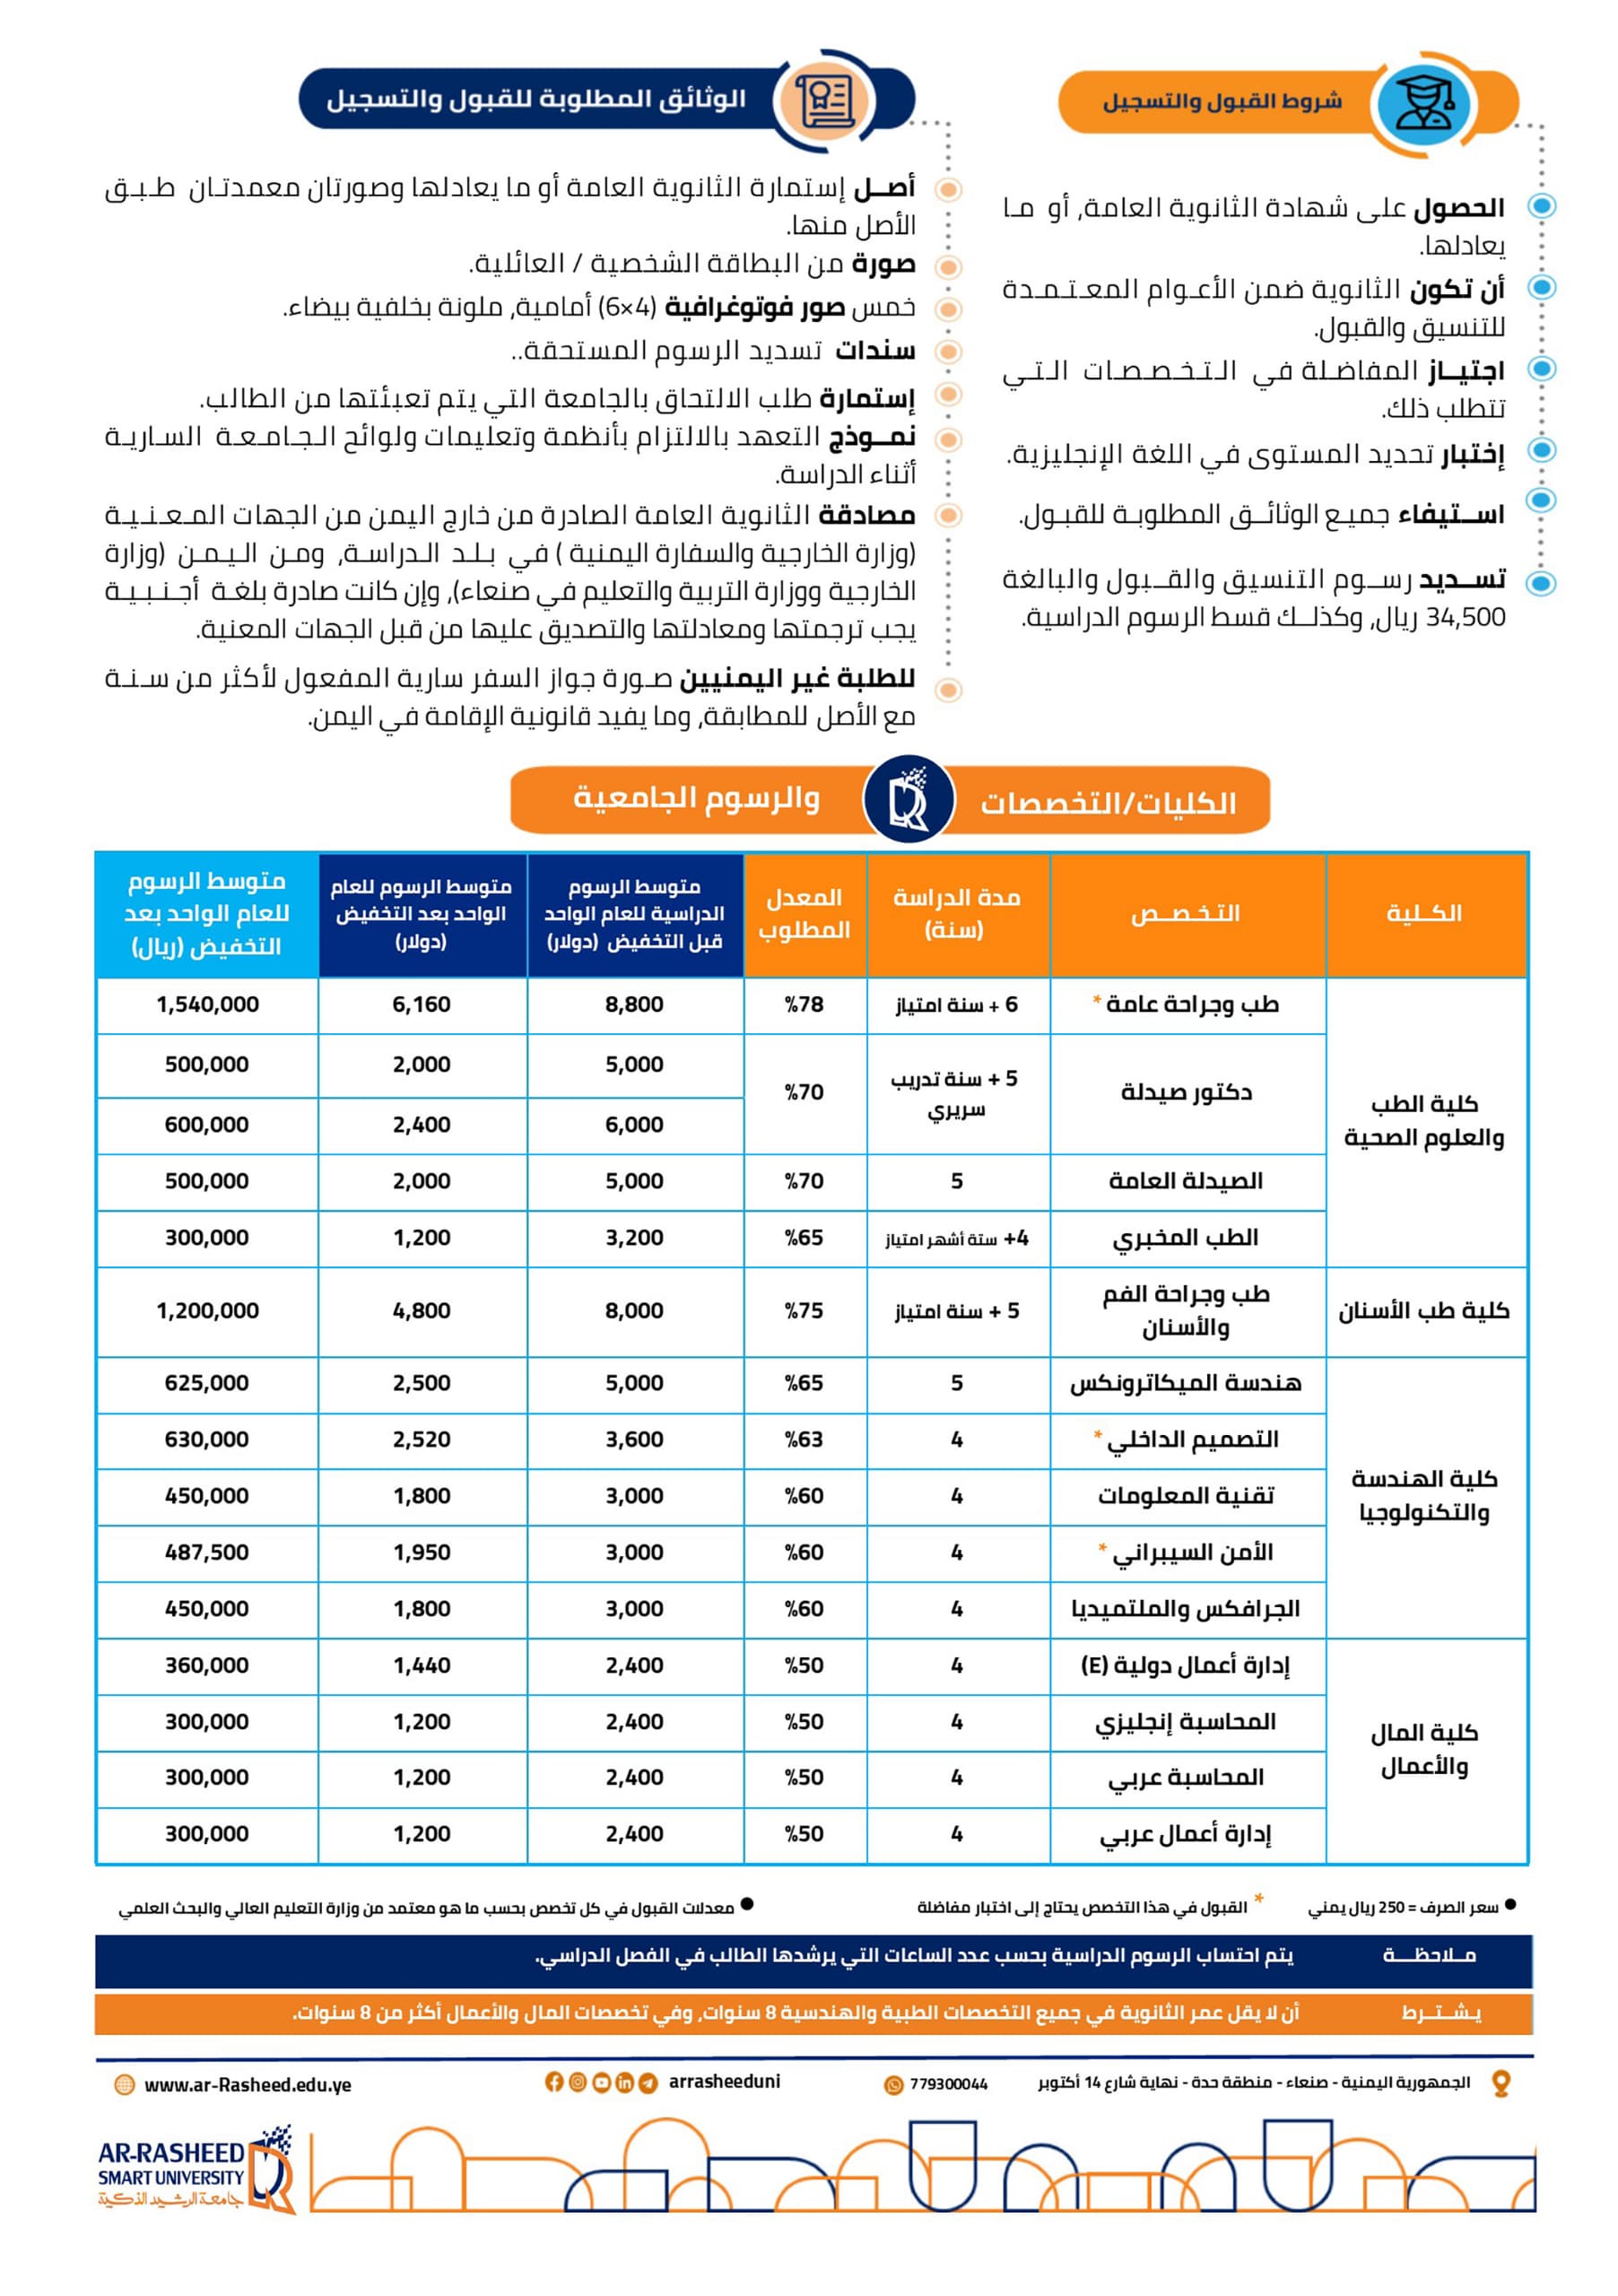 شروط القبول والتسجيل
الحصول على شهادة الثانوية العامة, أو ما
يعادلها.
أن تكون الثانوية ضمن الأعوام المعتمدة
للتنسيق والقبول.
اجتياز المفاضلة في التخصصات التي
تتطلب ذلك.
إختبار تحديد المستوى في اللغة الإنجليزية.
استيفاء جميع الوثائق المطلوبة للقبول.
تسديد رسوم التنسيق والقبول والبالغة
34,500 ريال, وكذلك قسط الرسوم الدراسية.
الوثائق المطلوبة للقبول والتسجيل
أصل إستمارة الثانوية العامة أو ما يعادلها وصورتان معمدتان طبق
الأصل منها.
صورة من البطاقة الشخصية / العائلية.
خمس صور فوتوغرافية (4×6) أمامية, ملونة بخلفية بيضاء.
سندات تسديد الرسوم المستحقة..
إستمارة طلب الالتحاق بالجامعة التي يتم تعبئتها من الطالب.
نموذج التعهد بالالتزام بأنظمة وتعليمات ولوائح الجامعة السارية
أثناء الدراسة.
مصادقة الثانوية العامة الصادرة من خارج اليمن من الجهات المعنية
(وزارة الخارجية والسفارة اليمنية ) في بلد الدراسة, ومن اليمن (وزارة
الخارجية ووزارة التربية والتعليم في صنعاء), وإن كانت صادرة بلغة أجنبية
يجب ترجمتها ومعادلتها والتصديق عليها من قبل الجهات المعنية.
للطلبة غير اليمنيين صورة جواز السفر سارية المفعول لأكثر من سنة
مع الأصل للمطابقة, وما يفيد قانونية الإقامة في اليمن.
الكليات/التخصصات والرسوم الجامعية
الكلية التخصص مدة الدراسة (سنة) المعدل المطلوب متوسط الرسوم الدراسية للعام الواحد قبل التخفيض (دولار) متوسط الرسوم للعام الواحد بعد التخفيض (دولار) متوسط الرسوم للعام الواحد بعد التخفيض (ريال)
كلية الطب والعلوم الصحية
طب وجراحة عامة * 6 + سنة امتياز 78% 8,800 6,160 1,540,000
دكتور صيدلة 5 + سنة تدريب سريري 70% 5,000 2,000 500,000
6,000 2,400 600,000
الصيدلة العامة 5 70% 5,000 2,000 500,000
الطب المخبري 4+ ستة أشهر امتياز 65% 3,200 1,200 300,000
كلية طب الأسنان طب وجراحة الفم والأسنان 5 + سنة امتياز 75% 8,000 4,800 1,200,000
كلية الهندسة والتكنولوجيا
هندسة الميكاترونكس 5 65% 5,000 2,500 625,000
التصميم الداخلي * 4 63% 3,600 2,520 630,000
تقنية المعلومات 4 60% 3,000 1,800 450,000
الأمن السيبراني * 4 60% 3,000 1,950 487,500
الجرافكس والملتميديا 4 60% 3,000 1,800 450,000
كلية المال والأعمال
إدارة أعمال دولية (E) 4 50% 2,400 1,440 360,000
المحاسبة إنجليزي 4 50% 2,400 1,200 300,000
المحاسبة عربي 4 50% 2,400 1,200 300,000
إدارة أعمال عربي 4 50% 2,400 1,200 300,000
● سعر الصرف = 250 ريال يمني * القبول في هذا التخصص يحتاج إلى اختبار مفاضلة ● معدلات القبول في كل تخصص بحسب ما هو معتمد من وزارة التعليم العالي والبحث العلمي
ملاحظة يتم احتساب الرسوم الدراسية بحسب عدد الساعات التي يرشدها الطالب في الفصل الدراسي.
يشترط أن لا يقل عمر الثانوية في جميع التخصصات الطبية والهندسية 8 سنوات, وفي تخصصات المال والأعمال أكثر من 8 سنوات.
الجمهورية اليمنية - صنعاء - منطقة حدة - نهاية شارع 14 أكتوبر 779300044 arrasheeduni www.ar-Rasheed.edu.ye
AR-RASHEED
SMART UNIVERSITY
جامعة الرشيد الذكية